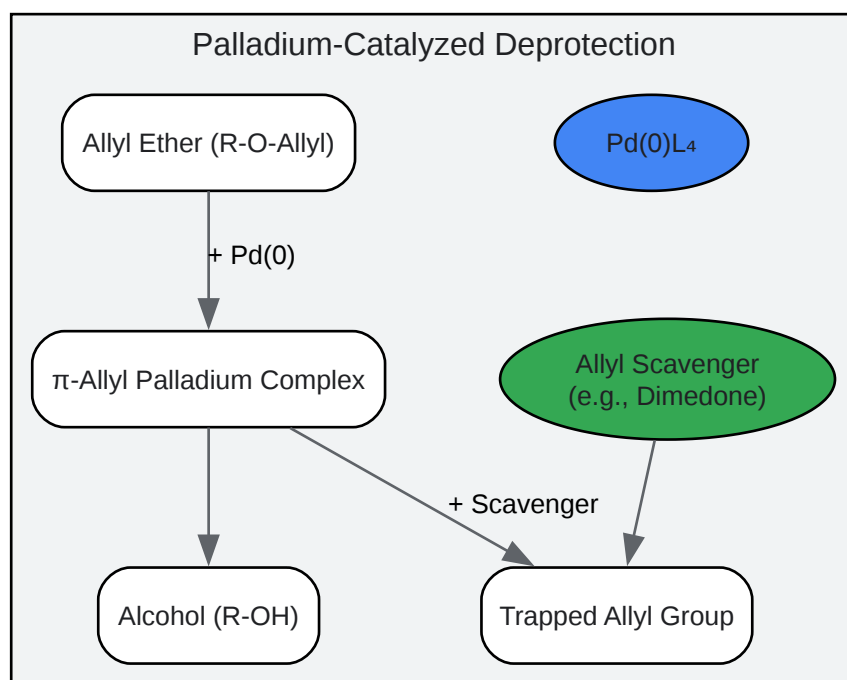 Palladium-Catalyzed Deprotection
Allyl Ether (R-O-Allyl)
Pd(0)L₄
+ Pd(0)
π-Allyl Palladium Complex
Allyl Scavenger
(e.g., Dimedone)
+ Scavenger
Alcohol (R-OH)
Trapped Allyl Group